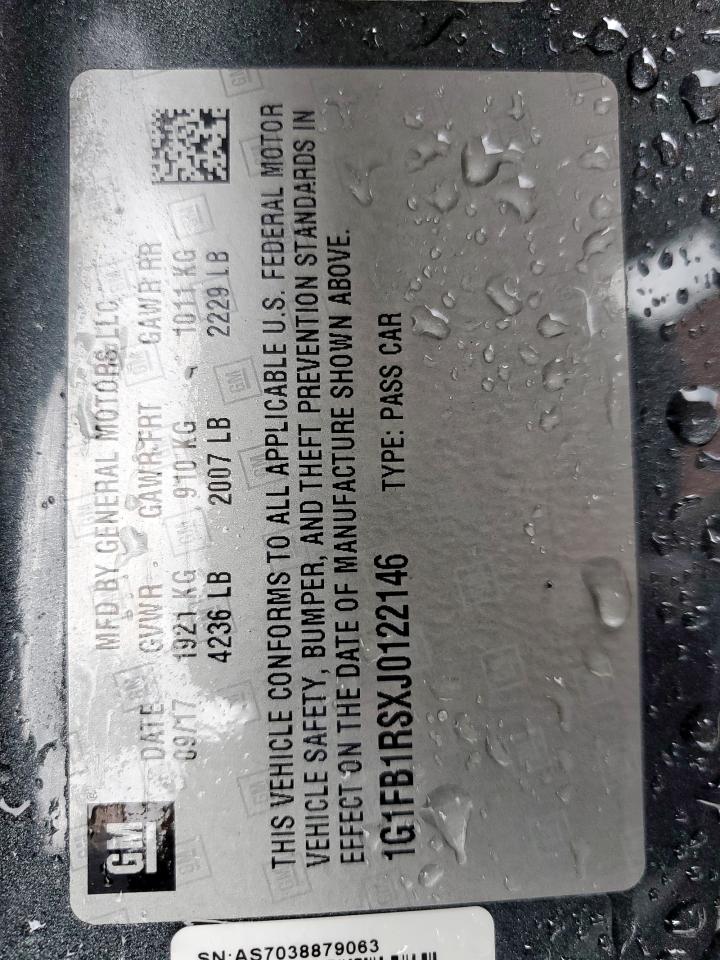 GM
MFD BY GENERAL MOTORS LLC
DATE GVWR GAWR FRT GAWR RR
09/17 1921 KG 910 KG 1011 KG
4236 LB 2007 LB 2229 LB
THIS VEHICLE CONFORMS TO ALL APPLICABLE U.S. FEDERAL MOTOR
VEHICLE SAFETY, BUMPER, AND THEFT PREVENTION STANDARDS IN
EFFECT ON THE DATE OF MANUFACTURE SHOWN ABOVE.
1G1FB1RSXJ0122146 TYPE: PASS CAR
SN:AS7038879063